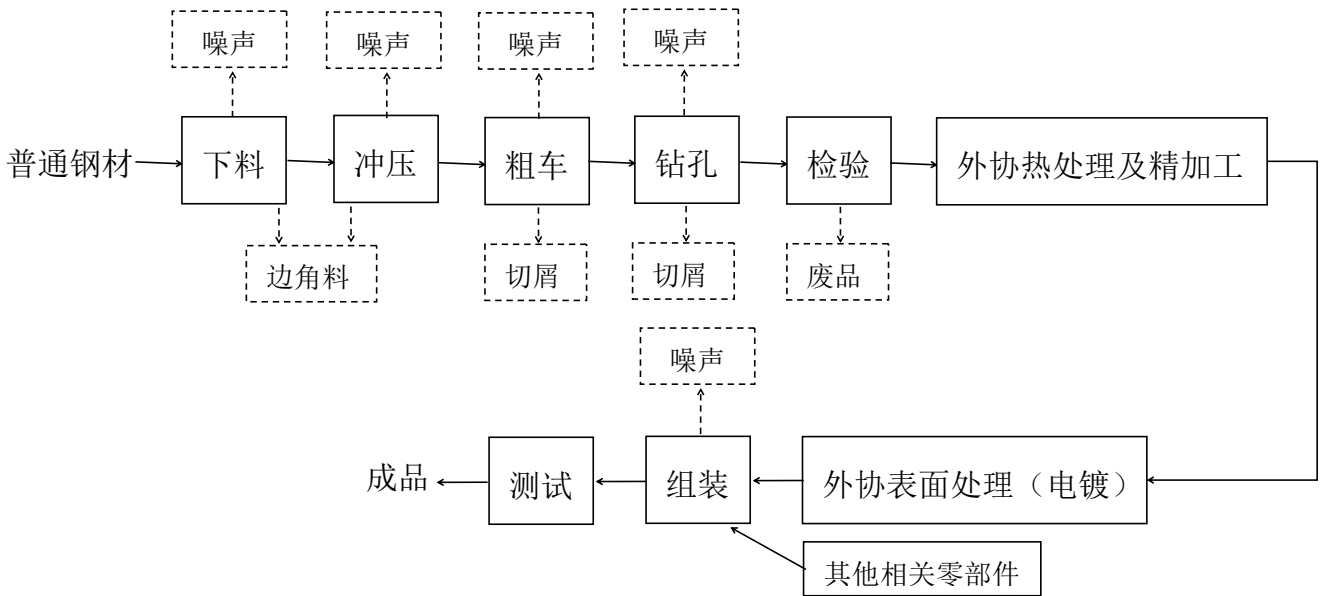 噪声
噪声
噪声
噪声
普通钢材
下料
冲压
粗车
钻孔
检验
外协热处理及精加工
边角料
切屑
切屑
废品
噪声
成品
测试
组装
外协表面处理（电镀）
其他相关零部件